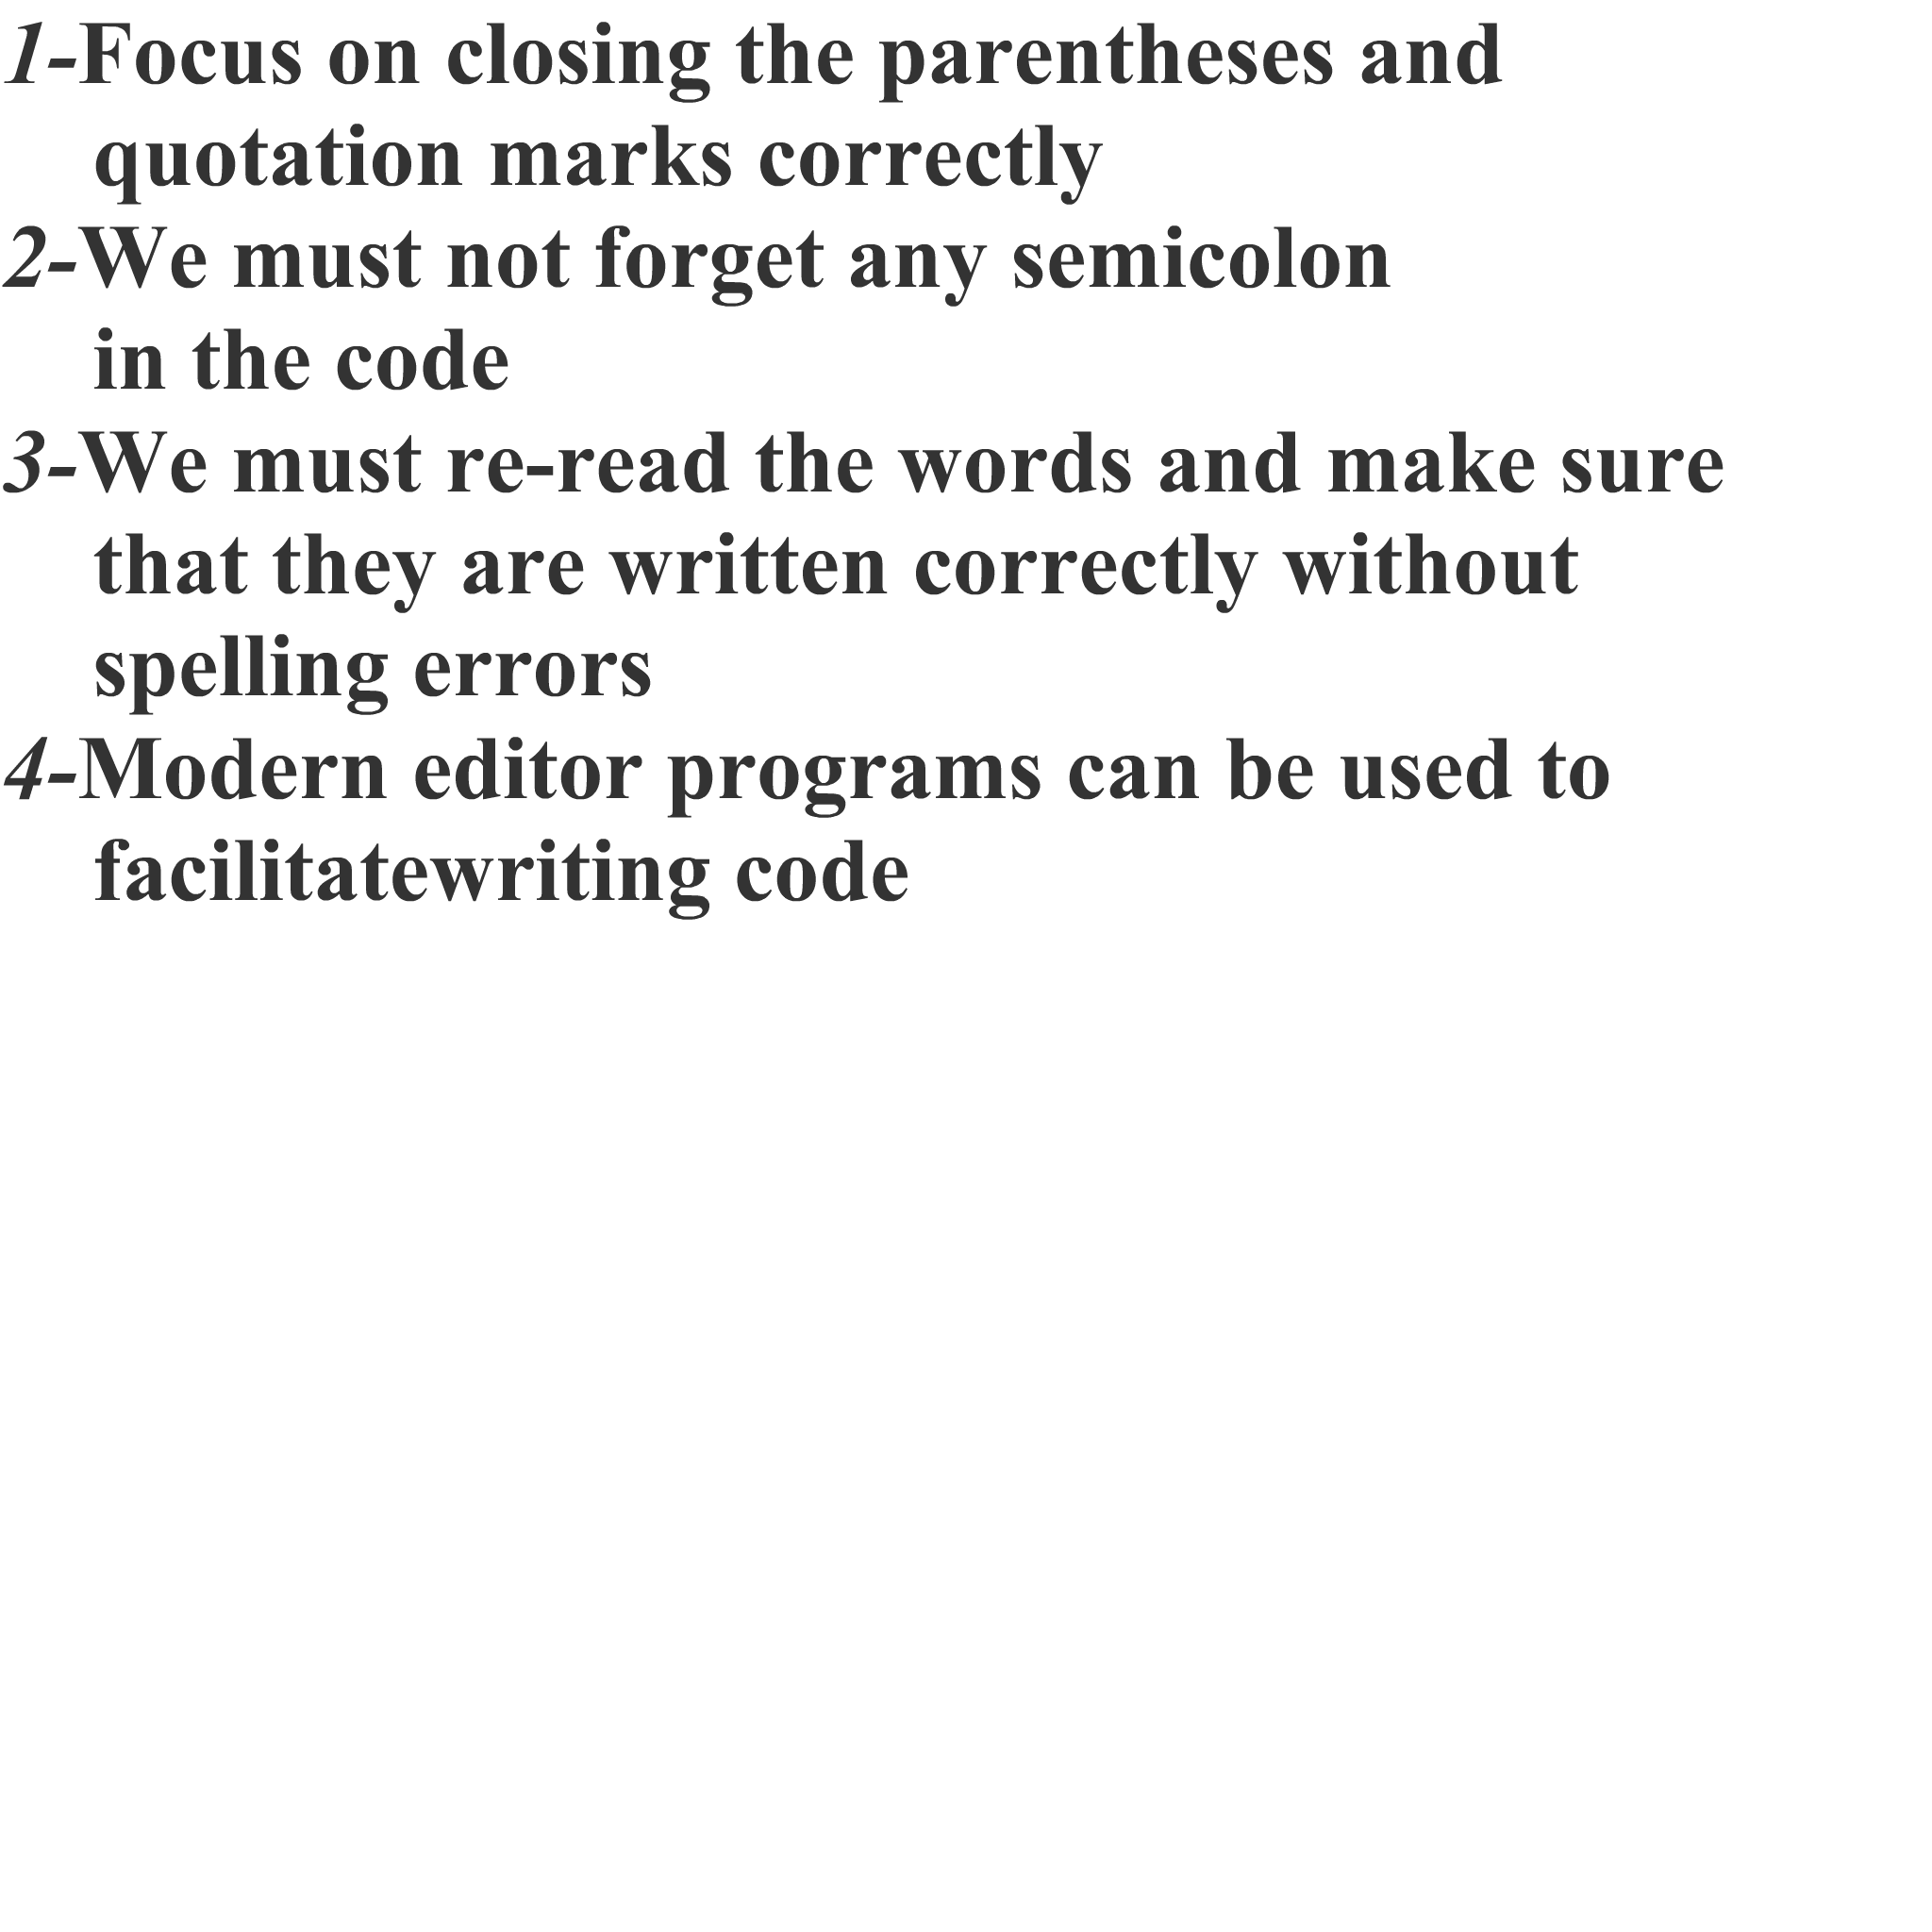 1-Focus on closing the parentheses and
quotation marks correctly
2-We must not forget any semicolon
in the code
3-We must re-read the words and make sure
that they are written correctly without
spelling errors
4-Modern editor programs can be used to
facilitatewriting code